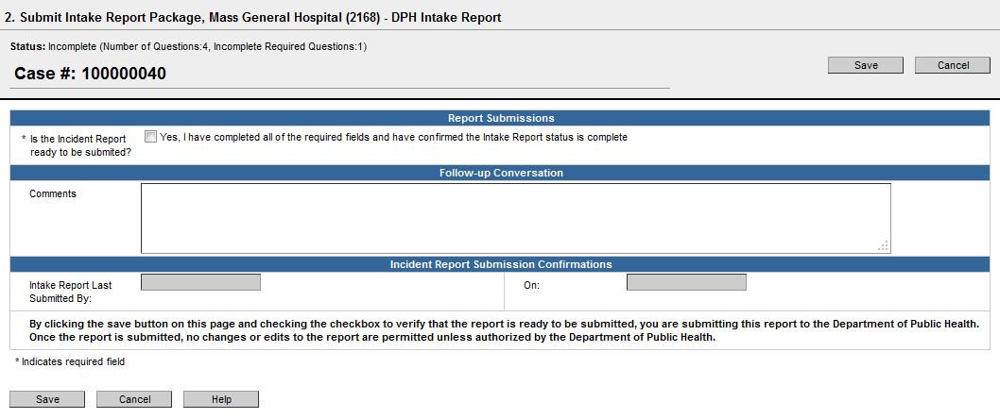 2. Submit Intake Report Package, Mass General Hospital (2168) - DPH Intake Report
Status: Incomplete (Number of Questions:4, Incomplete Required Questions:1)
Case #: 100000040
Save
Cancel
Report Submissions
* Is the Incident Report
ready to be submited?
Yes, I have completed all of the required fields and have confirmed the Intake Report status is complete
Follow-up Conversation
Comments
Incident Report Submission Confirmations
Intake Report Last
Submitted By:
On:
By clicking the save button on this page and checking the checkbox to verify that the report is ready to be submitted, you are submitting this report to the Department of Public Health.
Once the report is submitted, no changes or edits to the report are permitted unless authorized by the Department of Public Health.
* Indicates required field
Save
Cancel
Help